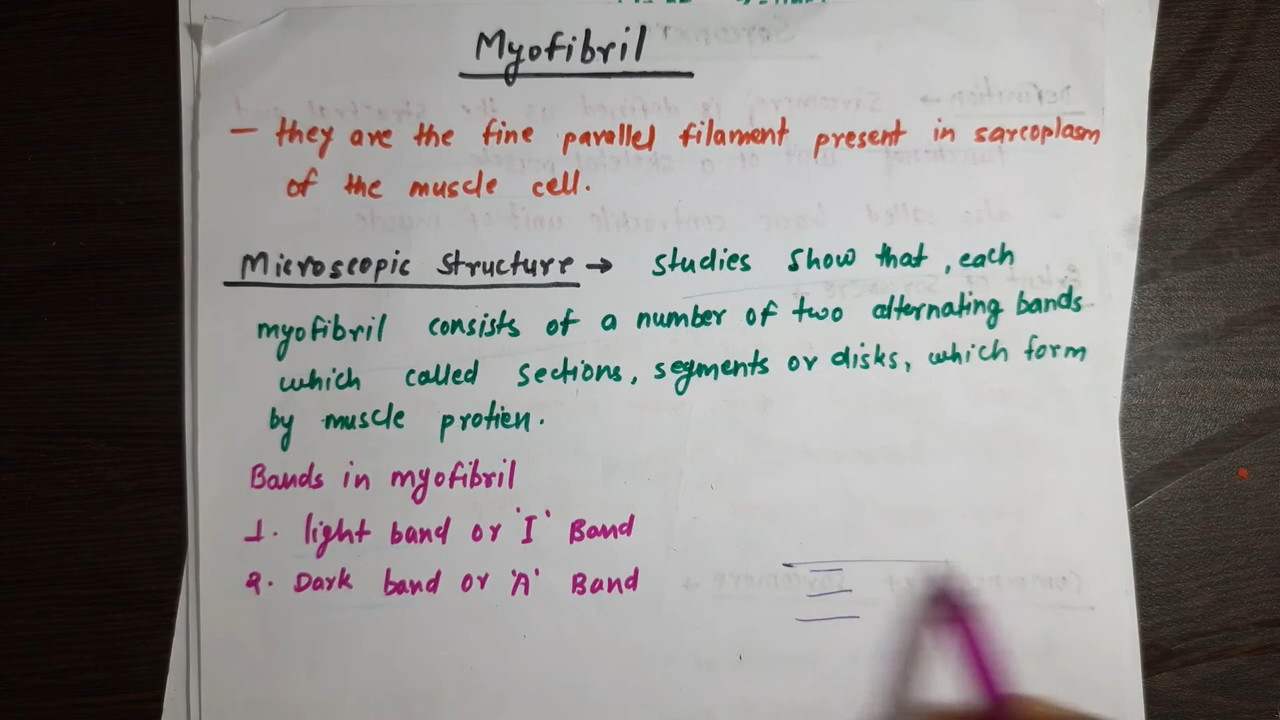 Myofibril
- they are the fine parallel filament present in sarcoplasm
of the muscle cell.
Microscopic structure → studies show that, each
myofibril consists of a number of two alternating bands
which called sections, segments or disks, which form
by muscle protien.
Bands in myofibril
1. light band or 'I' Band
2. Dark band or 'A' Band